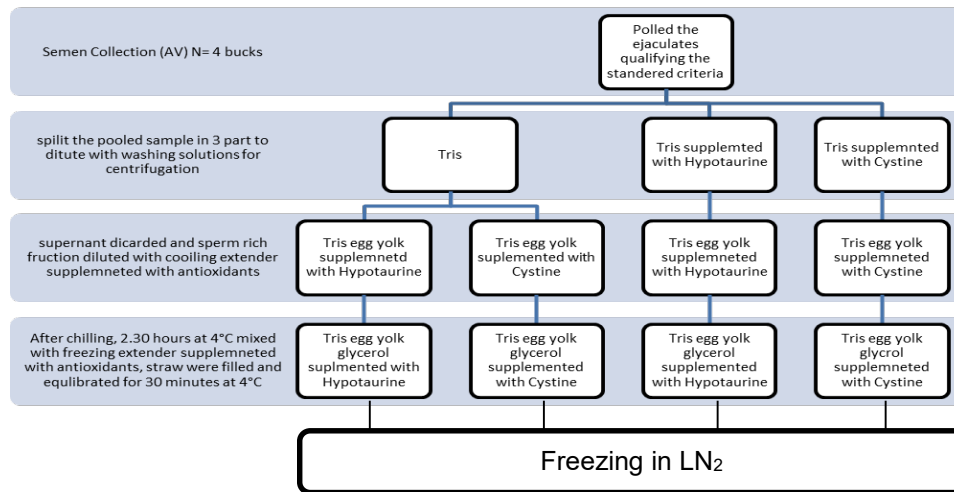 Semen Collection (AV) N= 4 bucks
Polled the
ejaculates
qualifying the
standered criteria
spilit the pooled sample in 3 part to
ditute with washing solutions for
centrifugation
Tris
Tris supplemted
with Hypotaurine
Tris supplemnted
with Cystine
supernant dicarded and sperm rich
fruction diluted with cooiling extender
supplemneted with antioxidants
Tris egg yolk
supplemneted
with Hypotaurine
Tris egg yolk
suplemented with
Cystine
Tris egg yolk
supplemneted
with Hypotaurine
Tris egg yolk
supplemneted
with Cystine
After chilling, 2.30 hours at 4°C mixed
with freezing extender supplemneted
with antioxidants, straw were filled and
equlibrated for 30 minutes at 4°C
Tris egg yolk
glycerol
suplmented with
Hypotaurine
Tris egg yolk
glycerol
supplemented
with Cystine
Tris egg yolk
glycerol
supplemented
with Hypotaurine
Tris egg yolk
glycrol
supplemneted
with Cystine
Freezing in LN₂